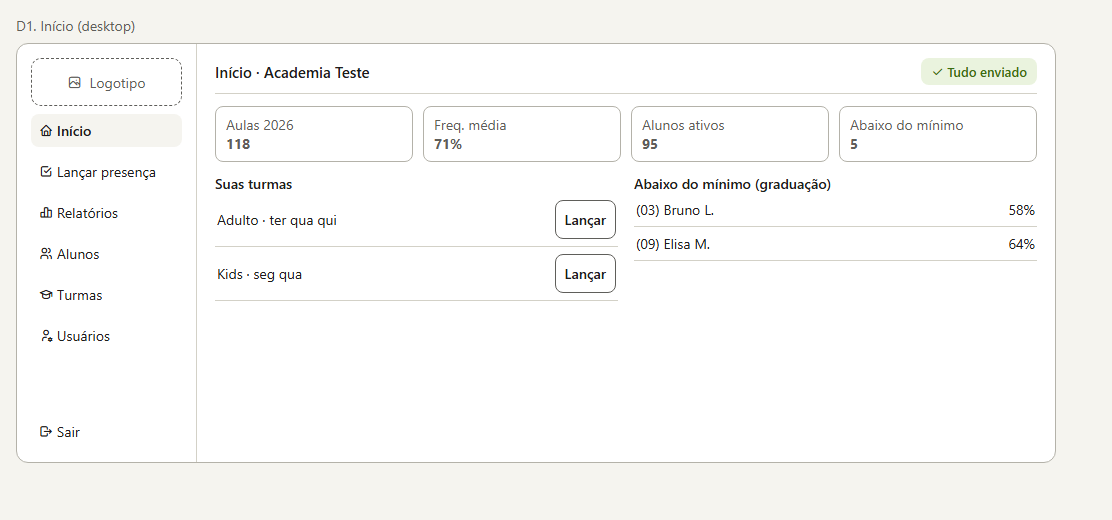 D1. Início (desktop)
Logotipo
Início
Lançar presença
Relatórios
Alunos
Turmas
Usuários
Sair
Início · Academia Teste
Tudo enviado
Aulas 2026
118
Freq. média
71%
Alunos ativos
95
Abaixo do mínimo
5
Suas turmas
Adulto · ter qua qui
Lançar
Kids · seg qua
Lançar
Abaixo do mínimo (graduação)
(03) Bruno L. 58%
(09) Elisa M. 64%